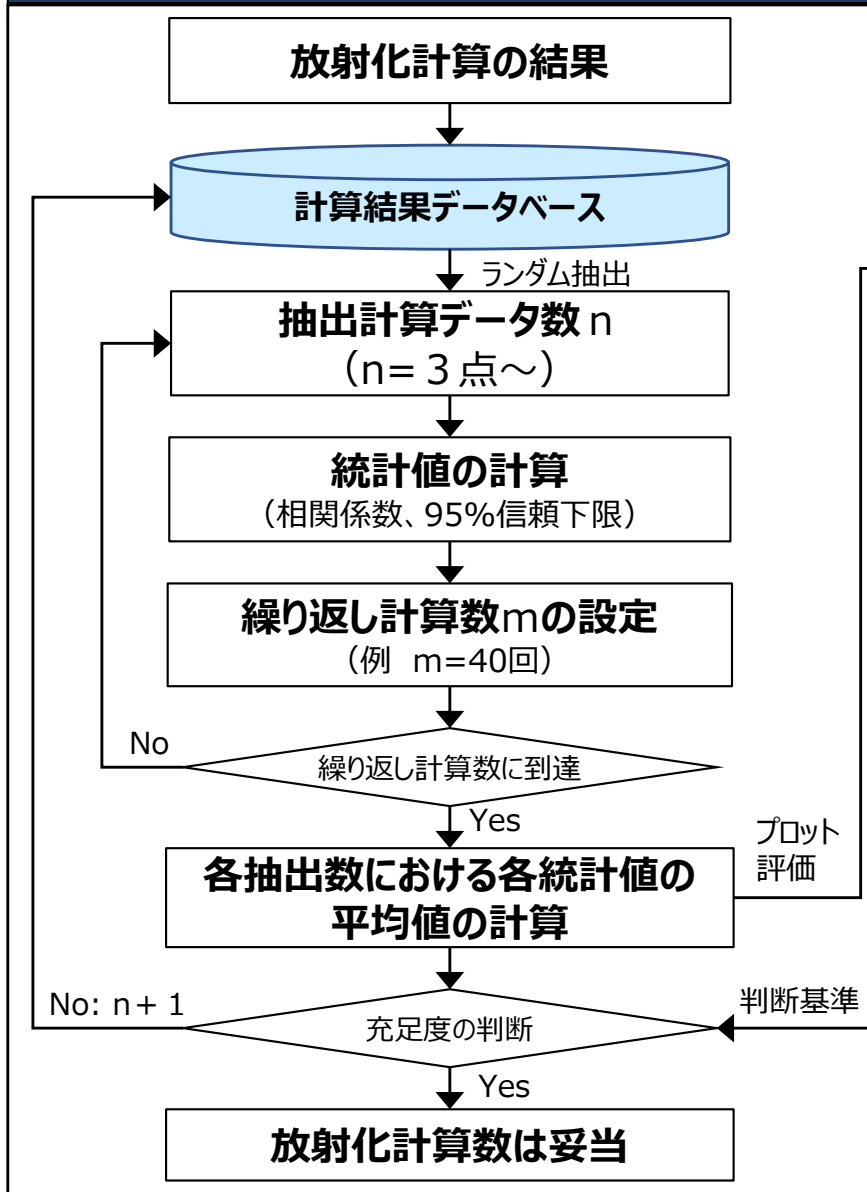 放射化計算の結果
計算結果データベース
ランダム抽出
抽出計算データ数 n
（n= 3 点～）
統計値の計算
（相関係数、95%信頼下限）
繰り返し計算数mの設定
（例 m=40回）
No
繰り返し計算数に到達
Yes
プロット
評価
各抽出数における各統計値の
平均値の計算
No: n + 1
判断基準
充足度の判断
Yes
放射化計算数は妥当